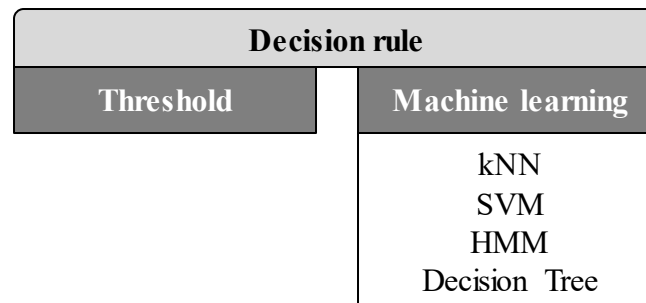 Decision rule
Threshold
Machine learning
kNN
SVM
HMM
Decision Tree